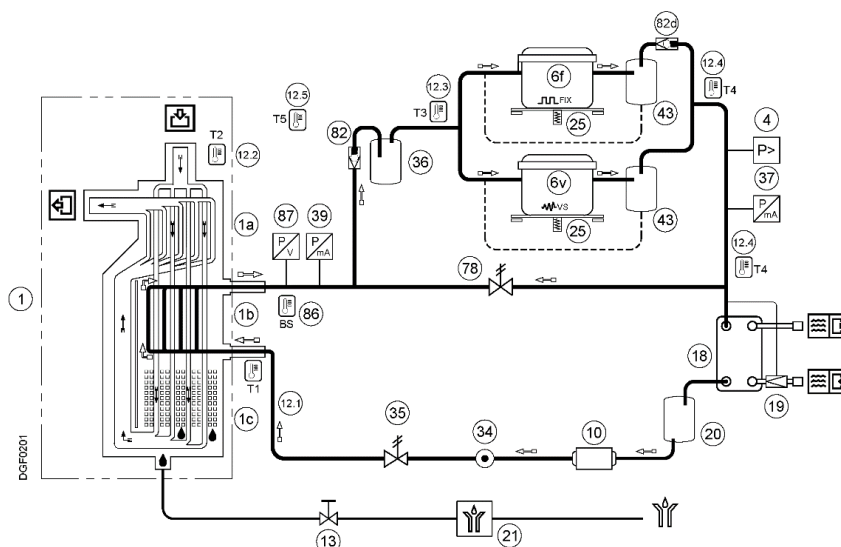 82d
12.5
T5
12.3
T3
6f
FIX
12.4
T4
T2
12.2
82
36
25
43
4
P>
37
P
mA
6v
VS
1a
87
39
P
V
P
mA
25
43
12.4
T4
78
1
1b
BS
86
18
T1
12.1
1c
35
34
10
20
19
DGF0201
13
21